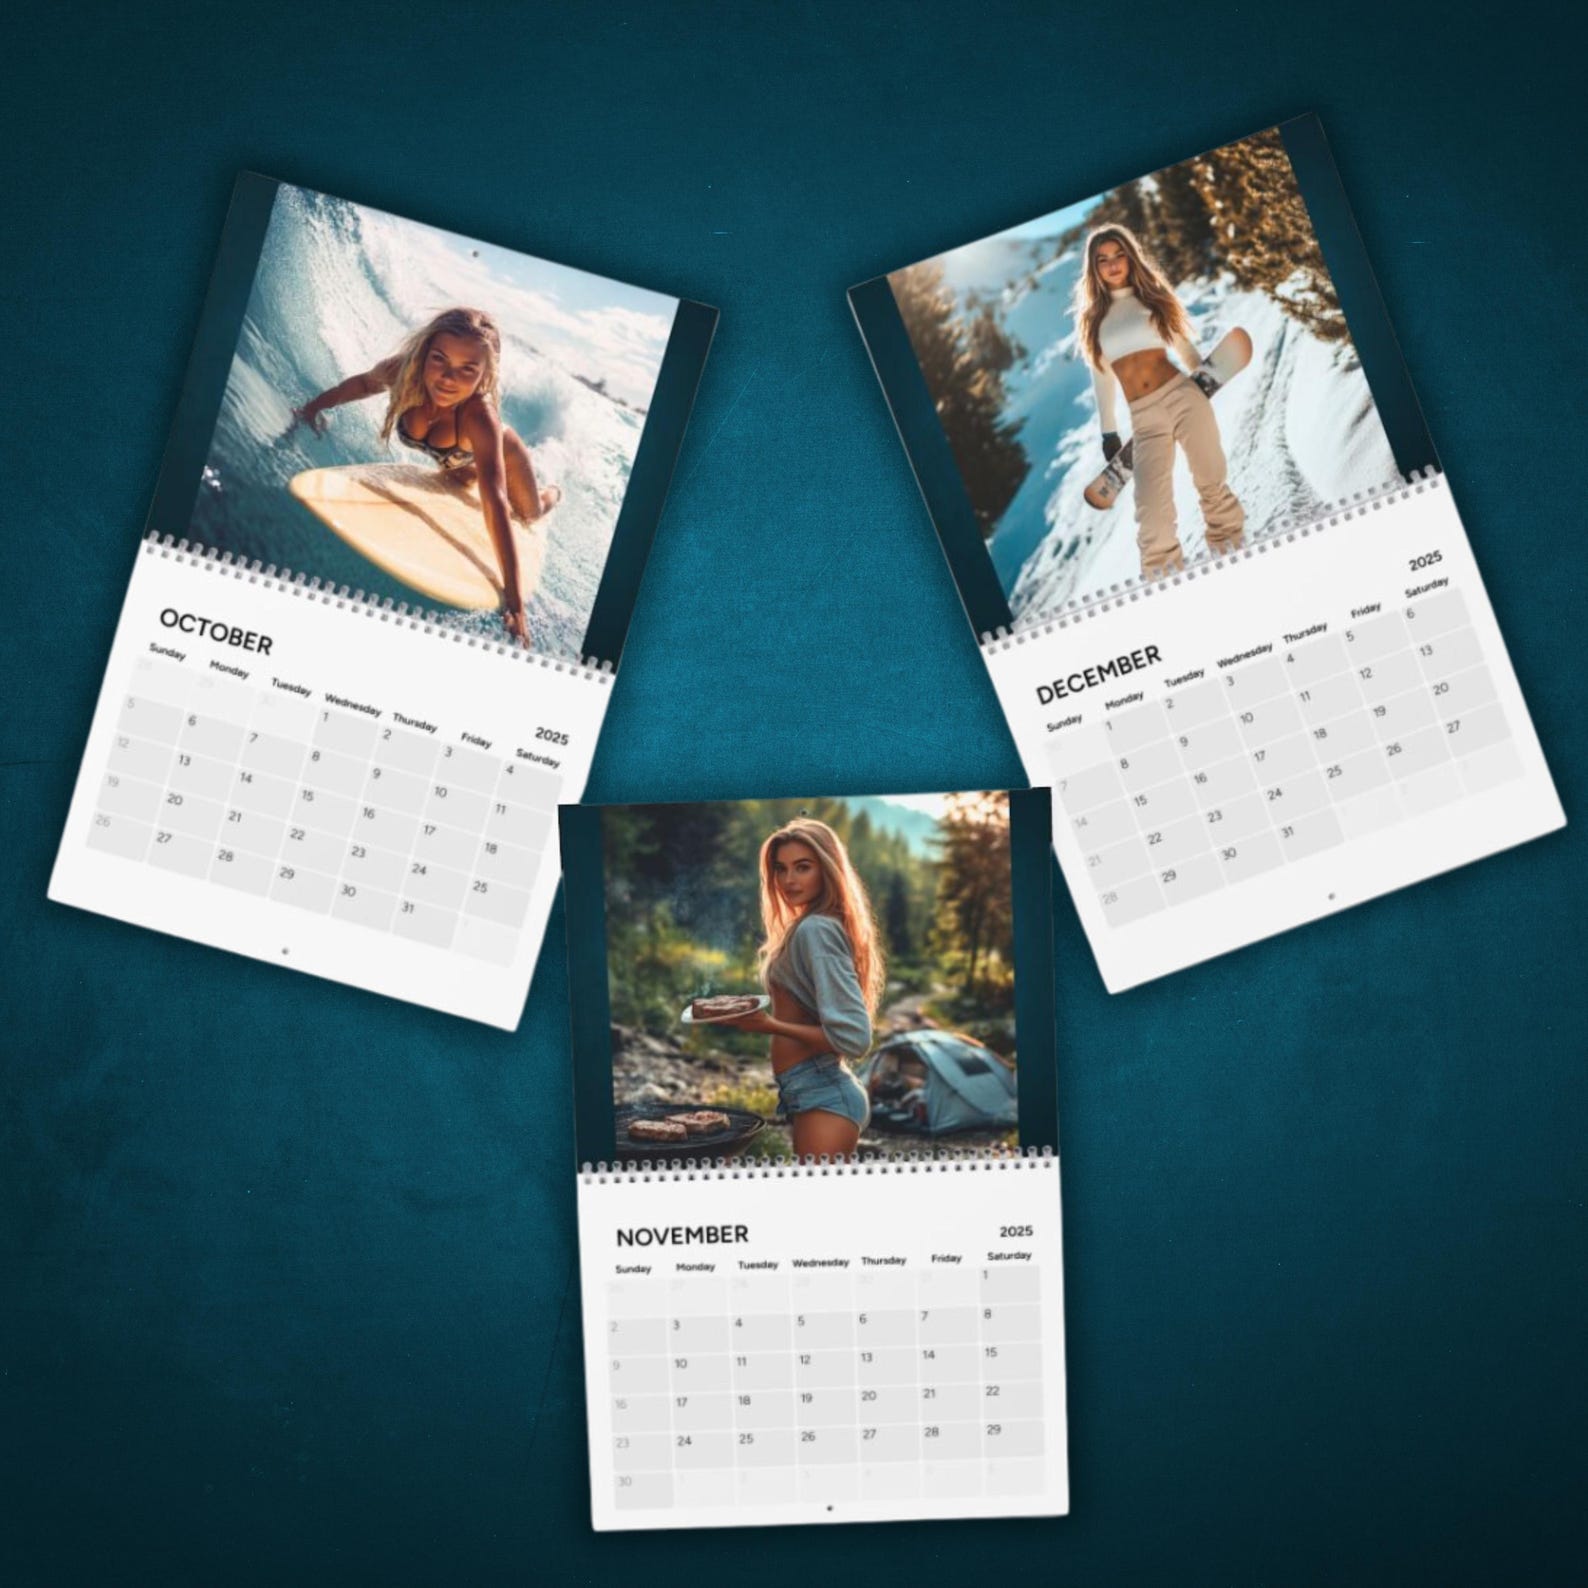 OCTOBER
2025
Sunday Monday Tuesday Wednesday Thursday Friday Saturday
1 2 3 4
5 6 7 8 9 10 11
12 13 14 15 16 17 18
19 20 21 22 23 24 25
26 27 28 29 30 31
DECEMBER
2025
Sunday Monday Tuesday Wednesday Thursday Friday Saturday
1 2 3 4 5 6
7 8 9 10 11 12 13
14 15 16 17 18 19 20
21 22 23 24 25 26 27
28 29 30 31
NOVEMBER
2025
Sunday Monday Tuesday Wednesday Thursday Friday Saturday
1
2 3 4 5 6 7 8
9 10 11 12 13 14 15
16 17 18 19 20 21 22
23 24 25 26 27 28 29
30